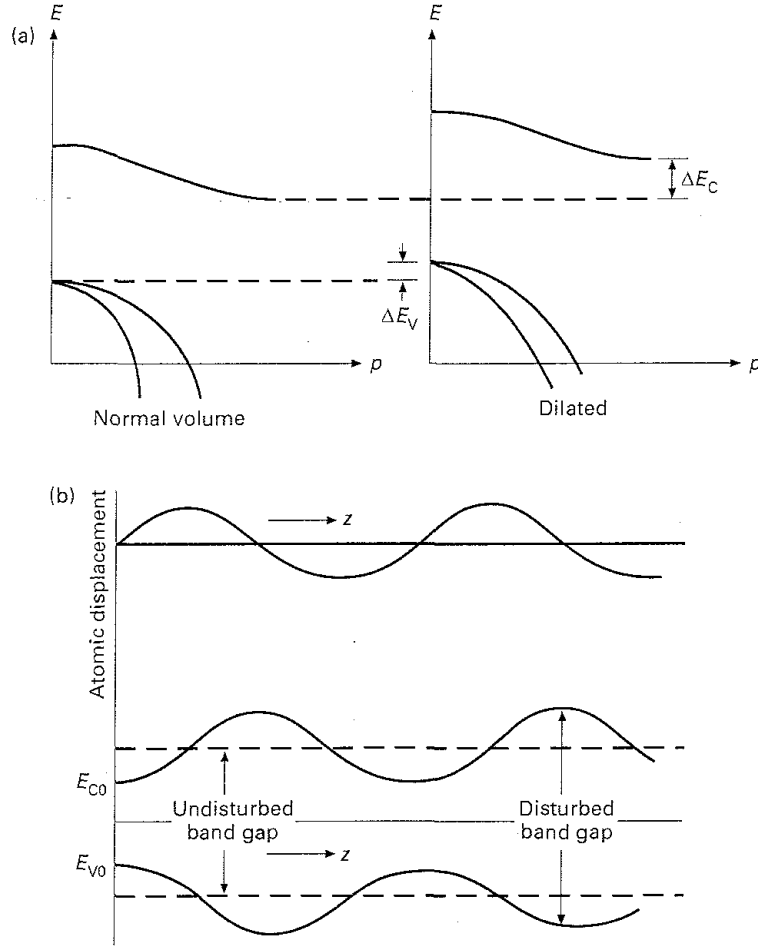 (a)
E
E
ΔE_C
ΔE_V
p
p
Normal volume
Dilated
(b)
Atomic displacement
z
E_C0
Undisturbed
band gap
Disturbed
band gap
E_V0
z